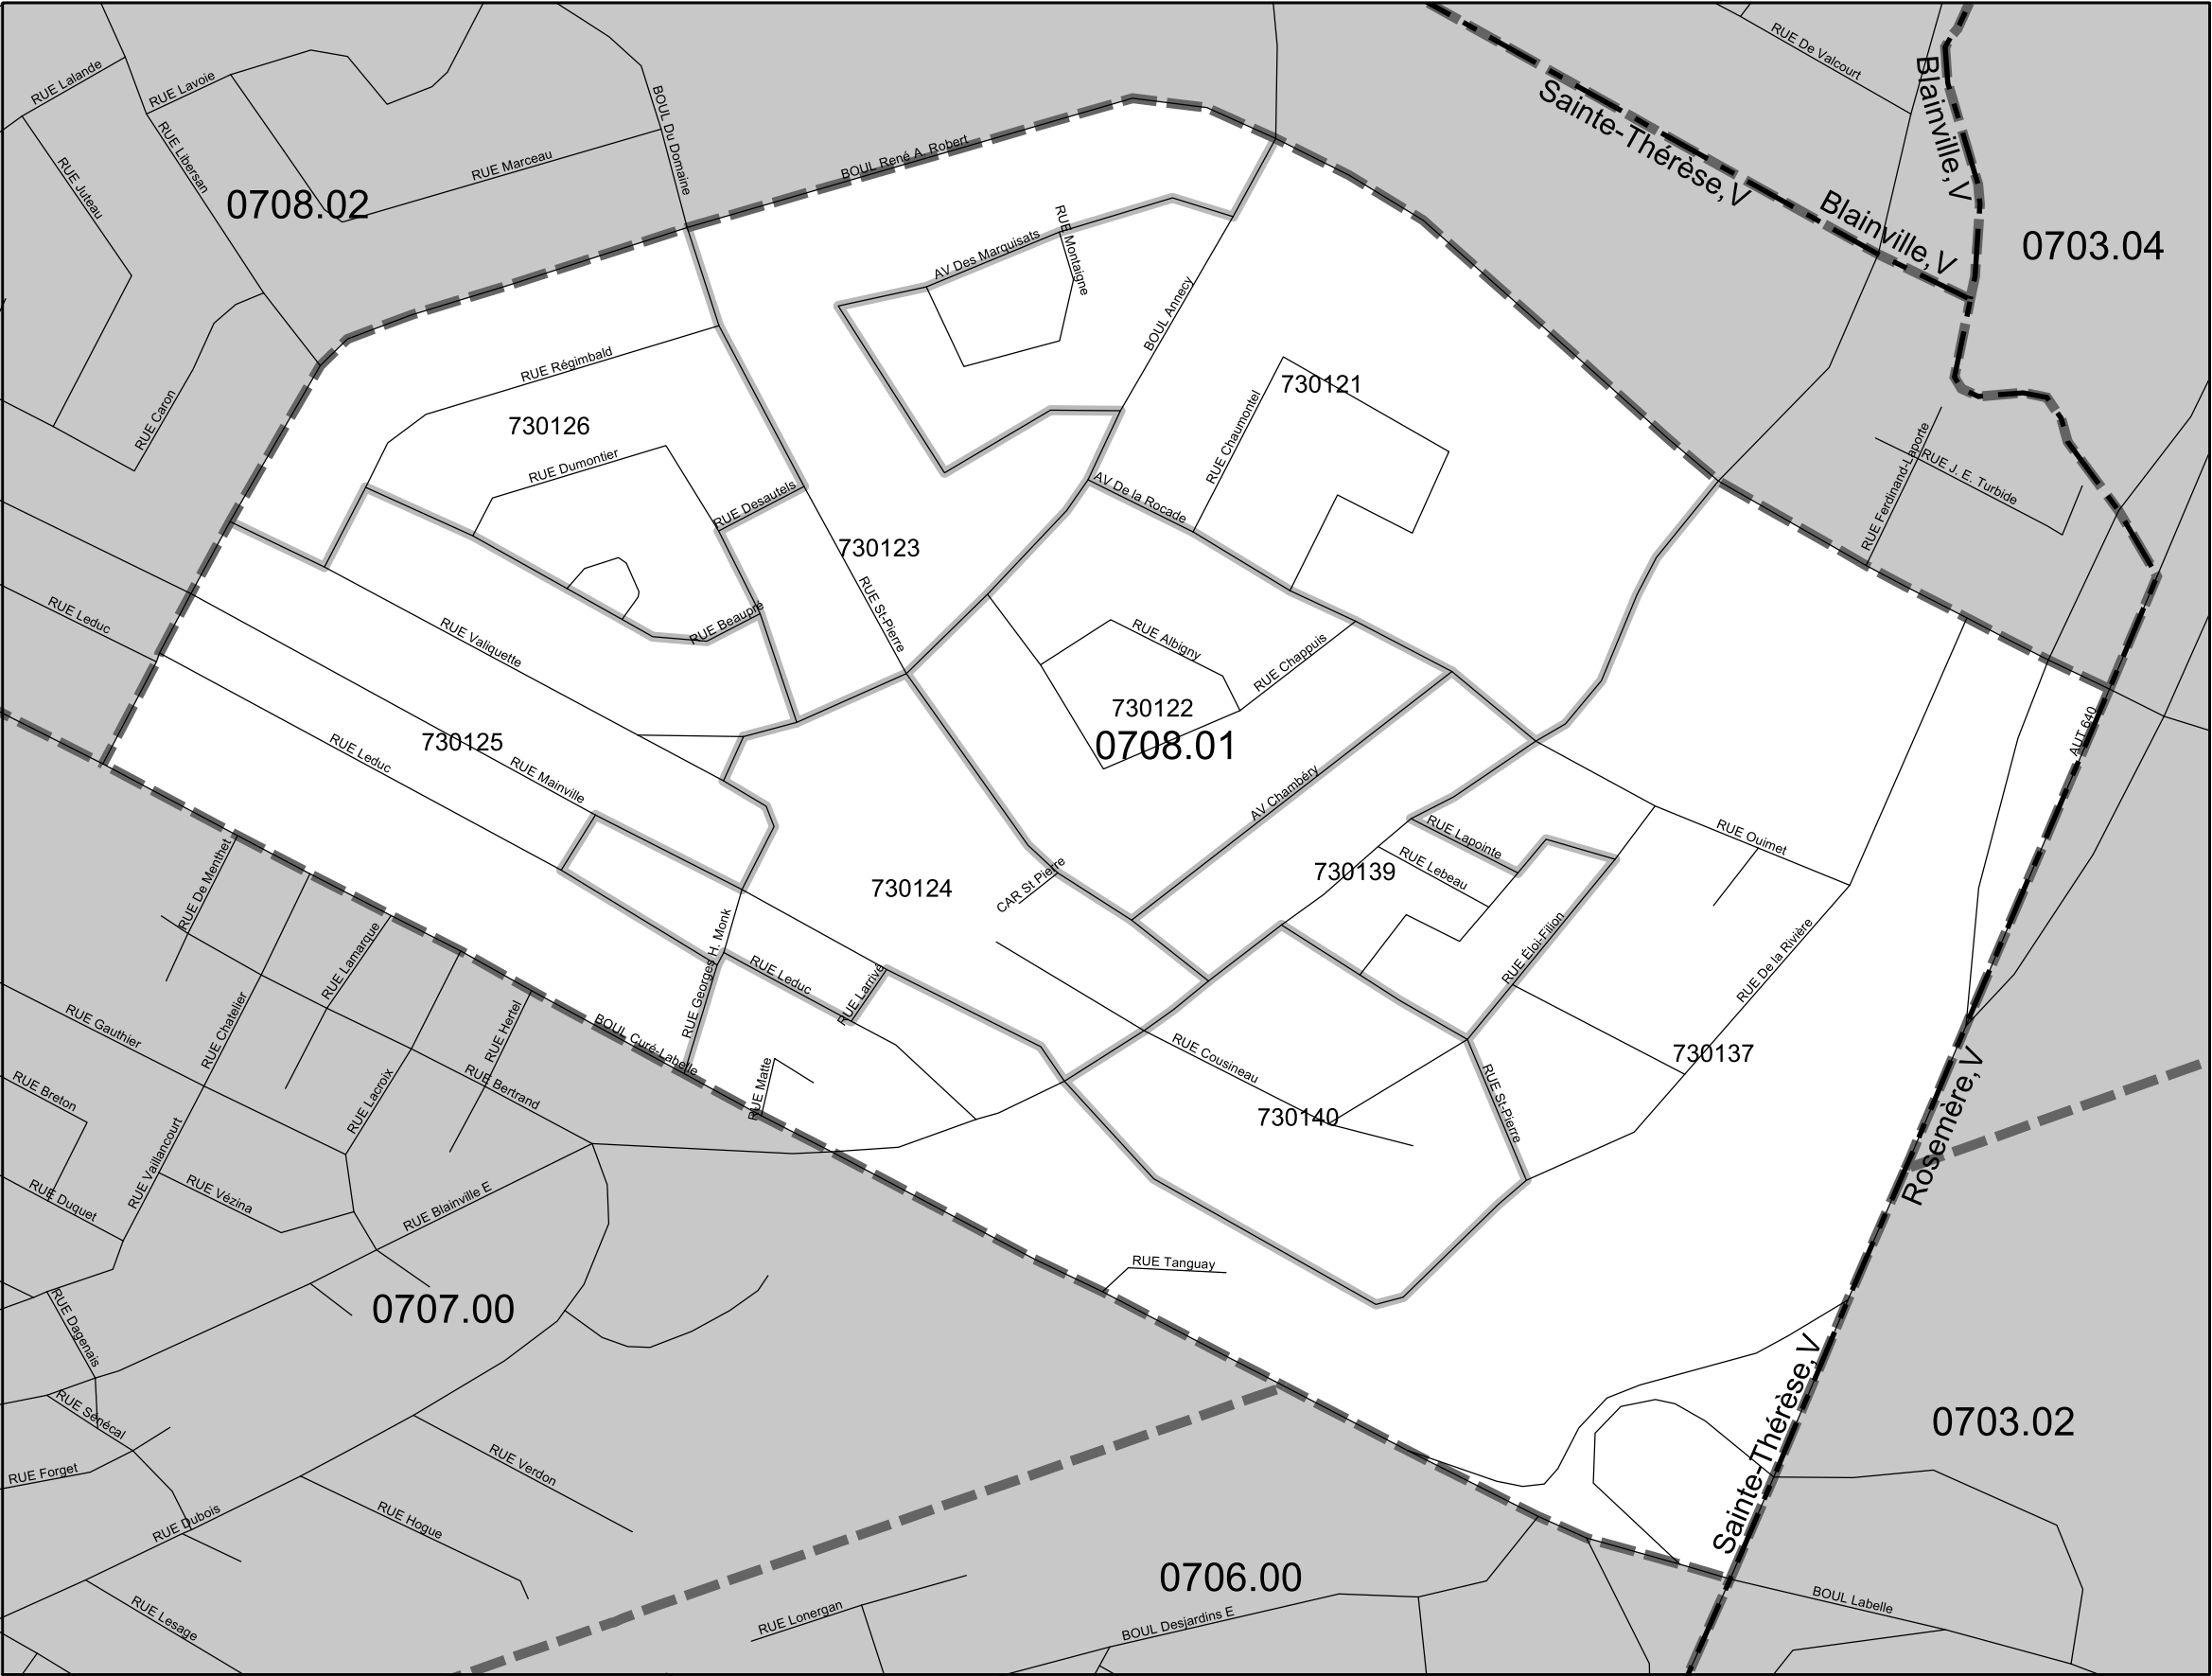 RUE Lalande
RUE Lavoie
RUE Libersan
RUE Juteau
RUE Marceau
BOUL Du Domaine
0708.02
BOUL René A. Robert
RUE De Valcourt
Sainte-Thérèse,V
Blainville,V
Blainville,V
0703.04
RUE Caron
RUE Régimbald
730126
RUE Dumontier
RUE Desautels
RUE Beaupré
AV Des Marquisats
RUE Montaigne
BOUL Annecy
730121
RUE Chaumontel
AV De la Rocade
RUE Ferdinand-Laporte
RUE J. E. Turbide
730123
RUE St-Pierre
RUE Leduc
RUE Valiquette
RUE Albigny
RUE Chappuis
730122
0708.01
AUT 640
730125
RUE Leduc
RUE Mainville
AV Chambéry
RUE Ouimet
RUE Lapointe
RUE Lebeau
730139
730124
CAR St Pierre
RUE De Menthet
RUE Lamarque
RUE Georges H. Monk
RUE Leduc
RUE Larrivé
RUE Éloi-Filion
RUE De la Rivière
RUE Gauthier
RUE Chatelier
RUE Hertel
BOUL Curé-Labelle
RUE Cousineau
730137
RUE Breton
RUE Lacroix
RUE Bertrand
RUE Matte
730140
RUE St-Pierre
Rosemère,V
RUE Vaillancourt
RUE Duquet
RUE Vézina
RUE Blainville E
RUE Tanguay
0707.00
RUE Dagenais
Sainte-Thérèse,V
0703.02
RUE Sénécal
RUE Forget
RUE Verdon
RUE Dubois
RUE Hogue
0706.00
RUE Lesage
RUE Lonergan
BOUL Desjardins E
BOUL Labelle